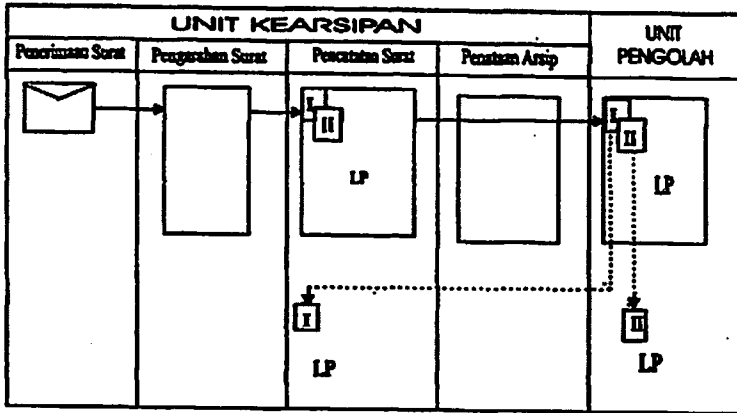 UNIT KEARSIPAN
UNIT
PENGOLAH
Penerimaan Surat
Pengarahan Surat
Pencatatan Surat
Penataan Arsip
I
II
LP
I
II
LP
I
LP
II
LP